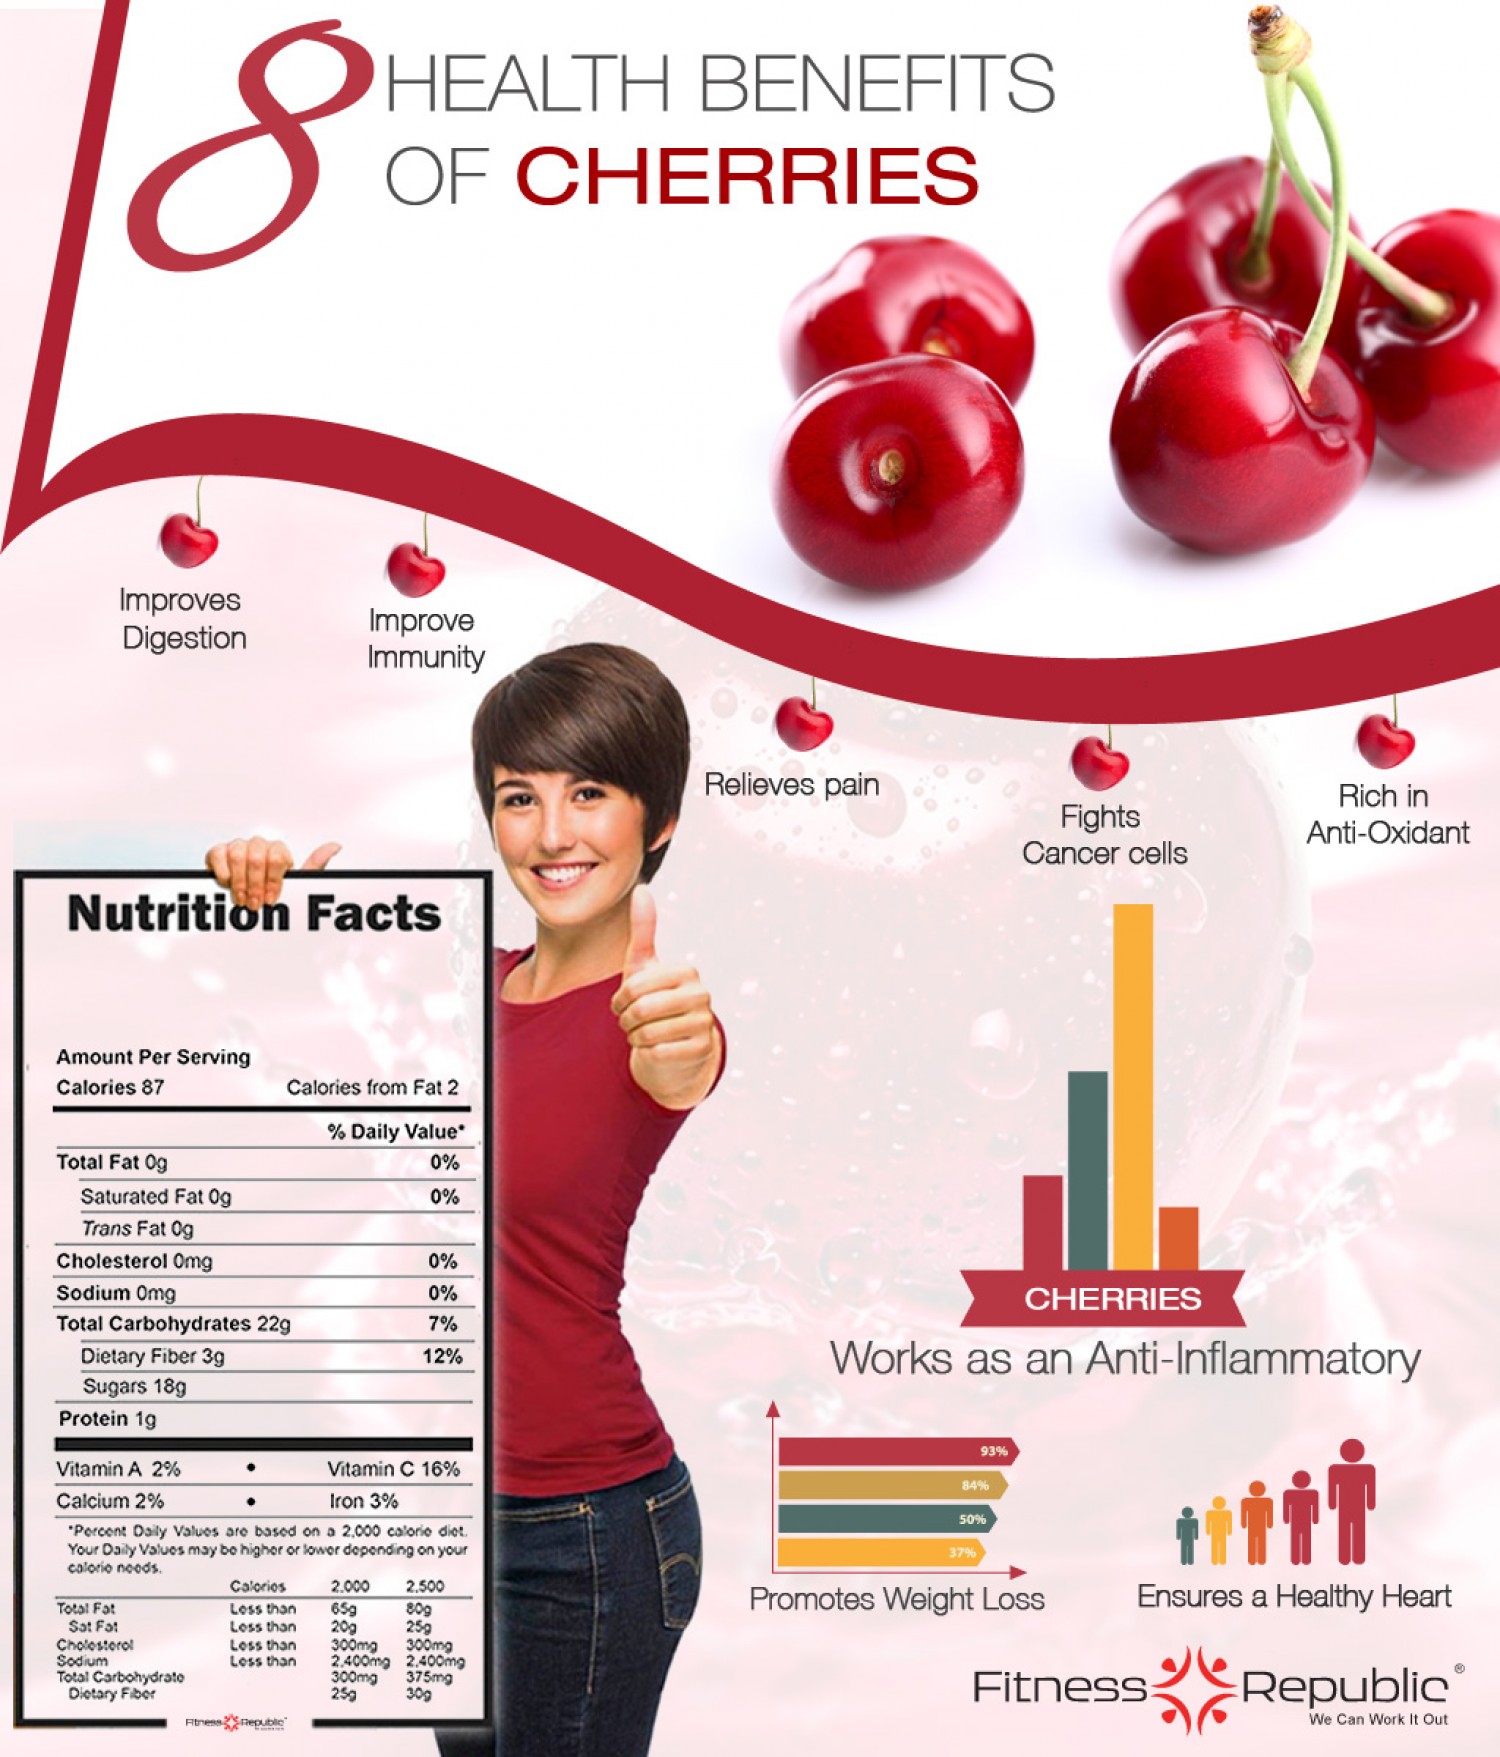 8 HEALTH BENEFITS
OF CHERRIES
Improves
Digestion
Improve
Immunity
Relieves pain
Fights
Cancer cells
Rich in
Anti-Oxidant
Nutrition Facts
Amount Per Serving
Calories 87 Calories from Fat 2
% Daily Value*
Total Fat 0g 0%
Saturated Fat 0g 0%
Trans Fat 0g
Cholesterol 0mg 0%
Sodium 0mg 0%
Total Carbohydrates 22g 7%
Dietary Fiber 3g 12%
Sugars 18g
Protein 1g
Vitamin A 2% • Vitamin C 16%
Calcium 2% • Iron 3%
*Percent Daily Values are based on a 2,000 calorie diet.
Your Daily Values may be higher or lower depending on your
calorie needs.
Calories 2,000 2,500
Total Fat Less than 65g 80g
Sat Fat Less than 20g 25g
Cholesterol Less than 300mg 300mg
Sodium Less than 2,400mg 2,400mg
Total Carbohydrate 300mg 375mg
Dietary Fiber 25g 30g
Fitness Republic
CHERRIES
Works as an Anti-Inflammatory
93%
84%
50%
37%
Promotes Weight Loss
Ensures a Healthy Heart
Fitness Republic®
We Can Work It Out